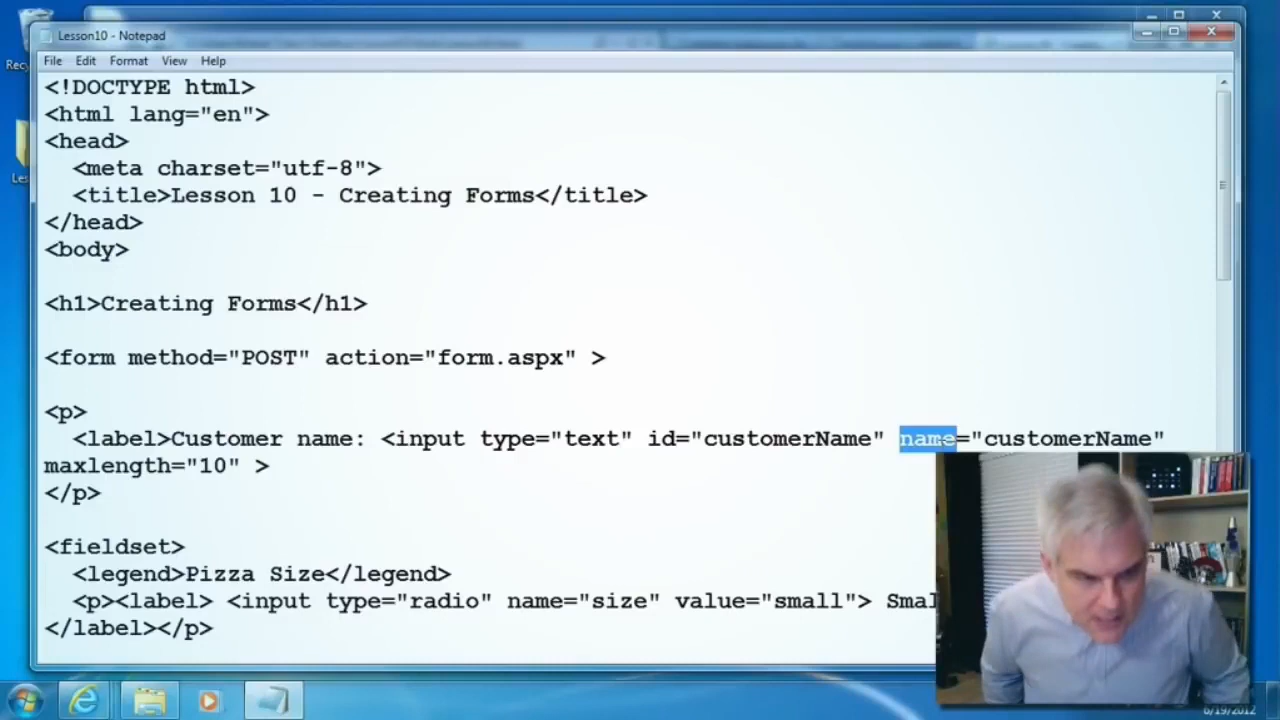 Lesson10 - Notepad
File Edit Format View Help
<!DOCTYPE html>
<html lang="en">
<head>
  <meta charset="utf-8">
  <title>Lesson 10 - Creating Forms</title>
</head>
<body>
<h1>Creating Forms</h1>
<form method="POST" action="form.aspx" >
<p>
  <label>Customer name: <input type="text" id="customerName" name="customerName"
maxlength="10" >
</p>
<fieldset>
  <legend>Pizza Size</legend>
  <p><label> <input type="radio" name="size" value="small"> Smal
</label></p>
6/19/2012